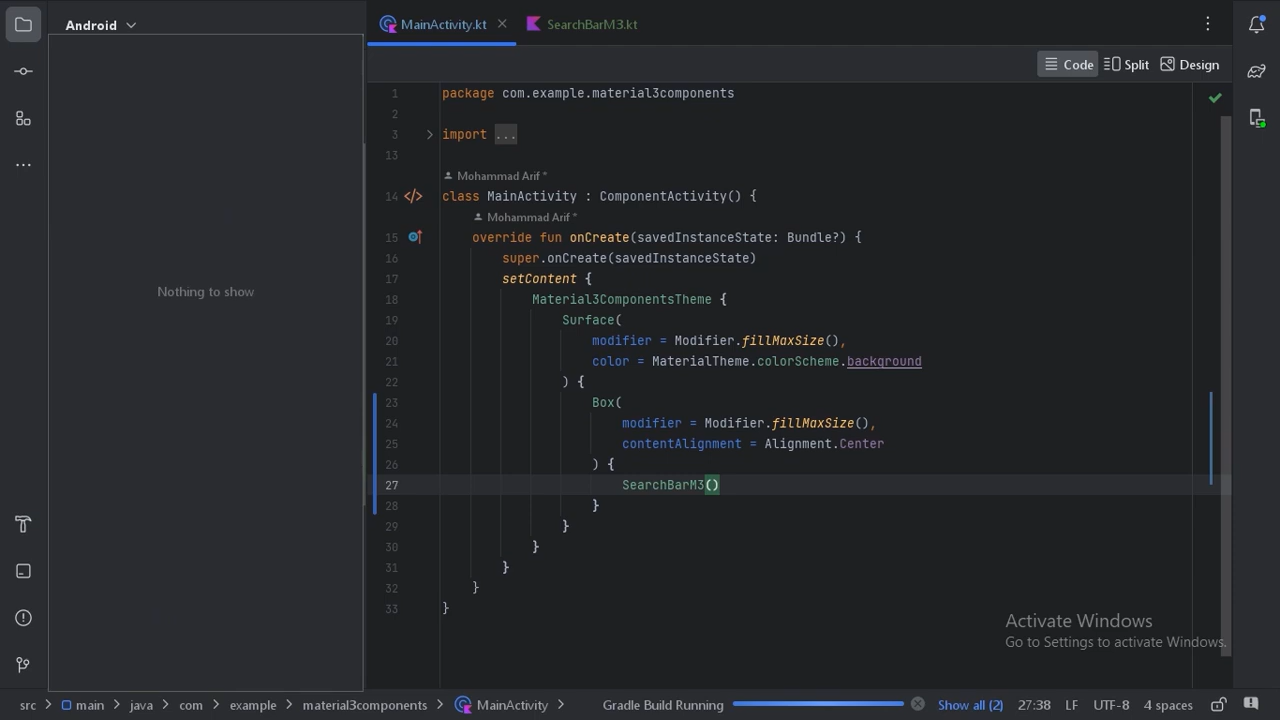 Android
MainActivity.kt
SearchBarM3.kt
Code
Split
Design
Nothing to show
1 package com.example.material3components
2
3 import ...
13
Mohammad Arif *
14 class MainActivity : ComponentActivity() {
Mohammad Arif *
15 override fun onCreate(savedInstanceState: Bundle?) {
16 super.onCreate(savedInstanceState)
17 setContent {
18 Material3ComponentsTheme {
19 Surface(
20 modifier = Modifier.fillMaxSize(),
21 color = MaterialTheme.colorScheme.background
22 ) {
23 Box(
24 modifier = Modifier.fillMaxSize(),
25 contentAlignment = Alignment.Center
26 ) {
27 SearchBarM3()
28 }
29 }
30 }
31 }
32 }
33 }
Activate Windows
Go to Settings to activate Windows.
src > main > java > com > example > material3components > MainActivity
Gradle Build Running
Show all (2)
27:38
LF
UTF-8
4 spaces